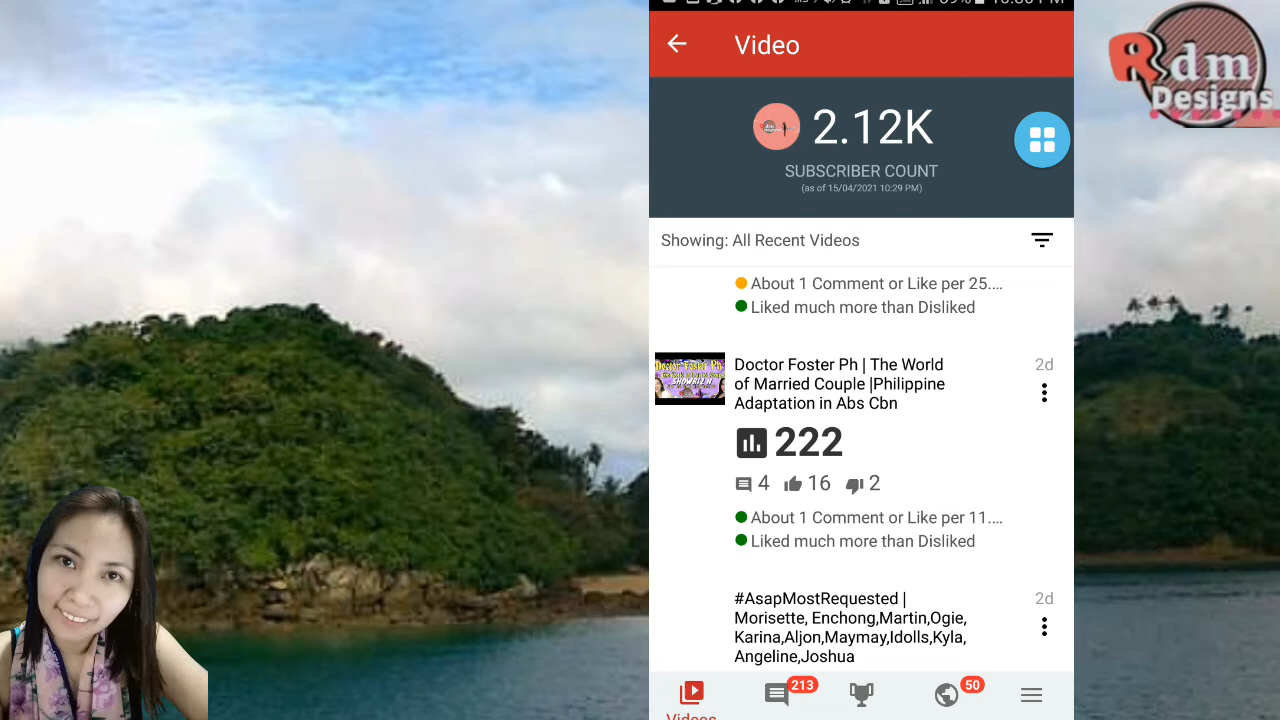 Video
2.12K
SUBSCRIBER COUNT
(as of 15/04/2021 10:29 PM)
Showing: All Recent Videos
About 1 Comment or Like per 25....
Liked much more than Disliked
Doctor Foster Ph | The World
of Married Couple |Philippine
Adaptation in Abs Cbn
2d
222
4 16 2
About 1 Comment or Like per 11....
Liked much more than Disliked
#AsapMostRequested |
Morisette, Enchong,Martin,Ogie,
Karina,Aljon,Maymay,Idolls,Kyla,
Angeline,Joshua
2d
213
50
Videos
Rdm
Designs